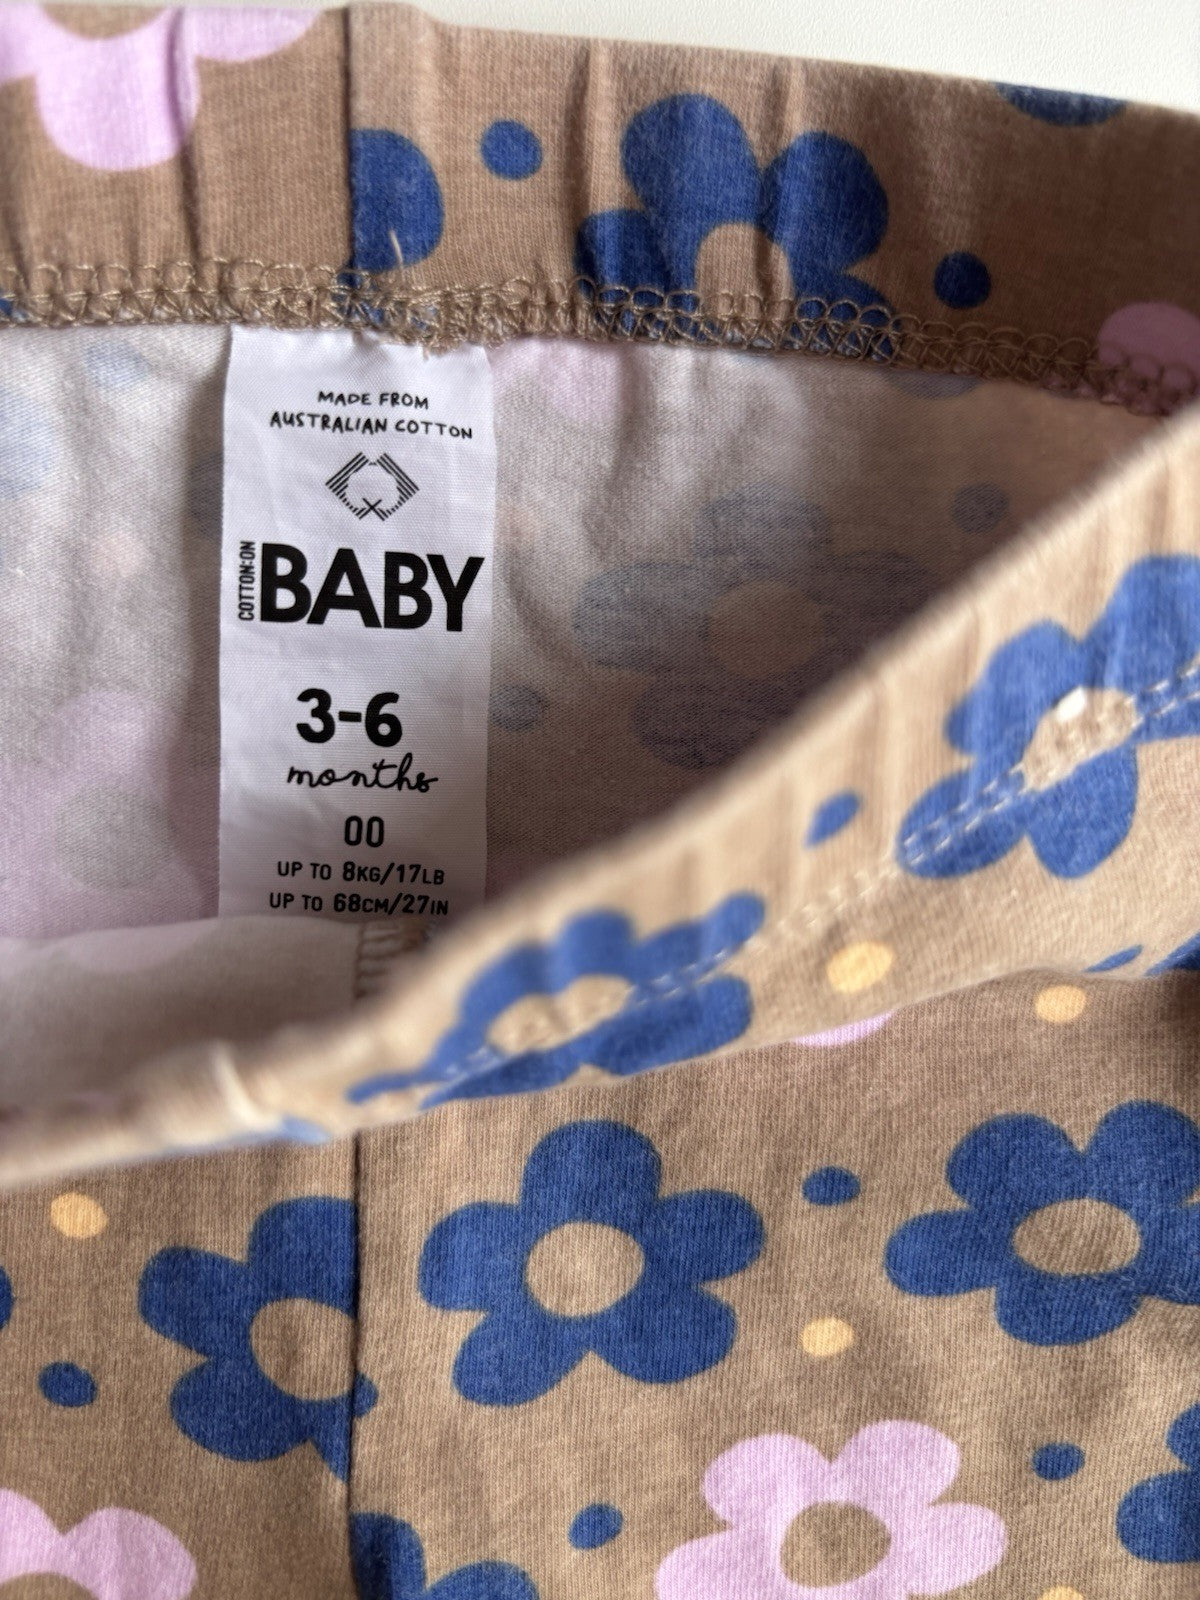 MADE FROM
AUSTRALIAN COTTON
COTTON:ON
BABY
3-6
months
00
UP TO 8KG/17LB
UP TO 68CM/27IN